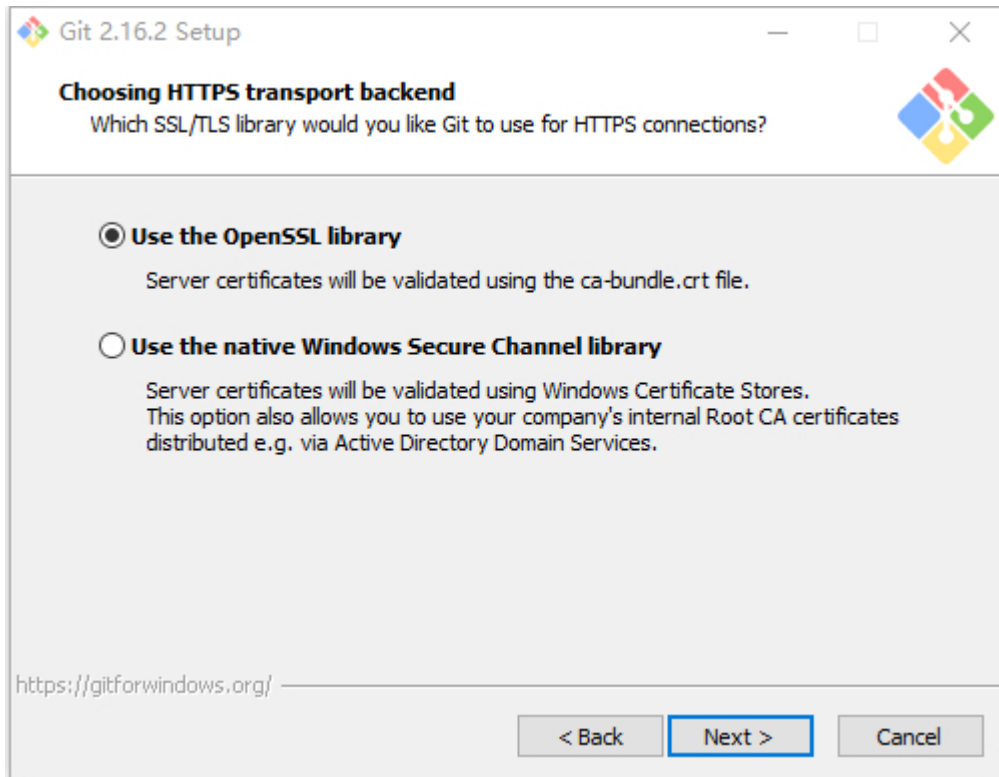 Git 2.16.2 Setup
Choosing HTTPS transport backend
Which SSL/TLS library would you like Git to use for HTTPS connections?
Use the OpenSSL library
Server certificates will be validated using the ca-bundle.crt file.
Use the native Windows Secure Channel library
Server certificates will be validated using Windows Certificate Stores.
This option also allows you to use your company's internal Root CA certificates
distributed e.g. via Active Directory Domain Services.
https://gitforwindows.org/
< Back Next > Cancel